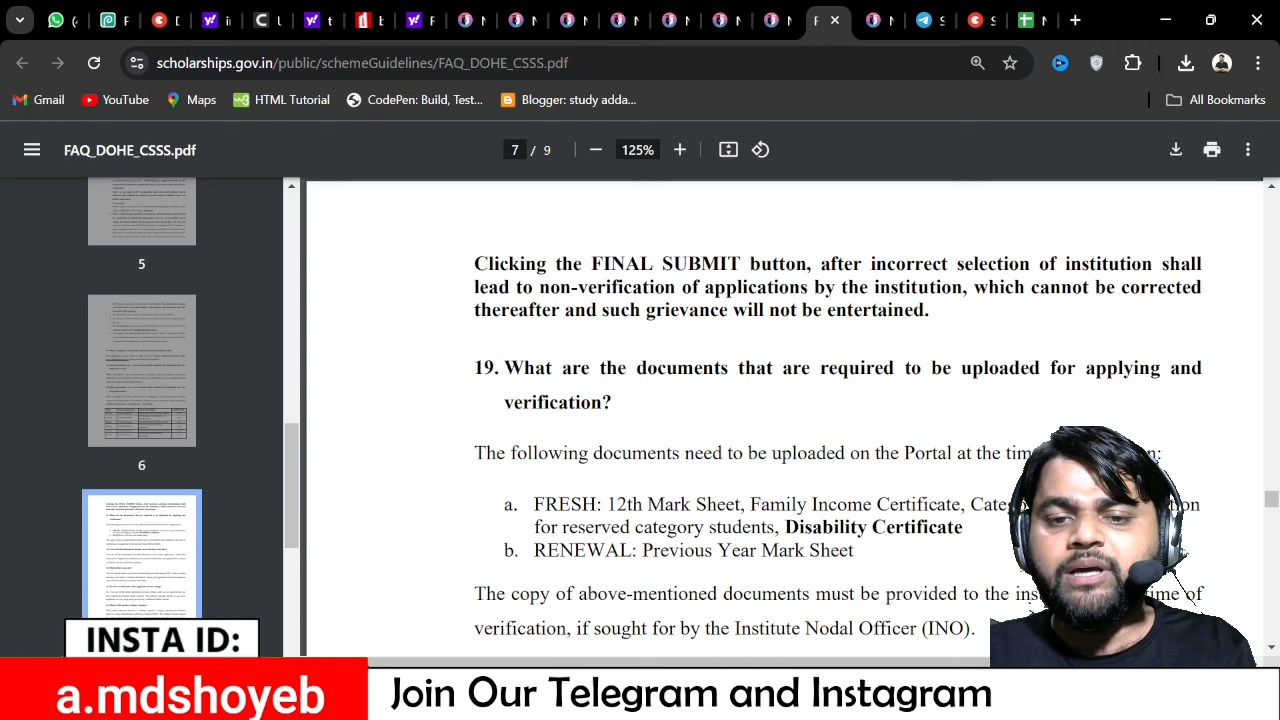 scholarships.gov.in/public/schemeGuidelines/FAQ_DOHE_CSSS.pdf
Gmail YouTube Maps HTML Tutorial CodePen: Build, Test... Blogger: study adda... All Bookmarks
FAQ_DOHE_CSSS.pdf 7 / 9 125%
5
6
Clicking the FINAL SUBMIT button, after incorrect selection of institution shall
lead to non-verification of applications by the institution, which cannot be corrected
thereafter and such grievance will not be entertained.
19. What are the documents that are required to be uploaded for applying and
verification?
The following documents need to be uploaded on the Portal at the
a. FRESH: 12th Mark Sheet, Family Certificate,
unreserved category students, Disability Certificate
b. RENEWAL: Previous Year Mark Sheet
The copy of above-mentioned documents must be provided to the of
verification, if sought for by the Institute Nodal Officer (INO).
INSTA ID:
a.mdshoyeb
Join Our Telegram and Instagram